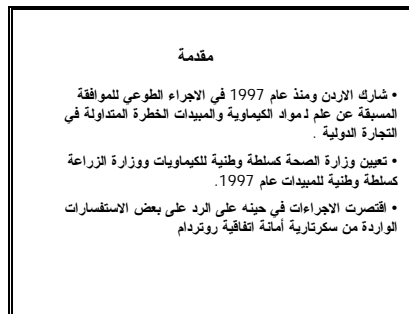 مقدمة
• شارك الاردن ومنذ عام 1997 في الاجراء الطوعي للموافقة
المسبقة عن علم لـمواد الكيماوية والمبيدات الخطرة المتداولة في
التجارة الدولية .
• تعيين وزارة الصحة كسلطة وطنية للكيماويات ووزارة الزراعة
كسلطة وطنية للمبيدات عام 1997.
• اقتصرت الاجراءات في حينه على الرد على بعض الاستفسارات
الواردة من سكرتارية أمانة اتفاقية روتردام